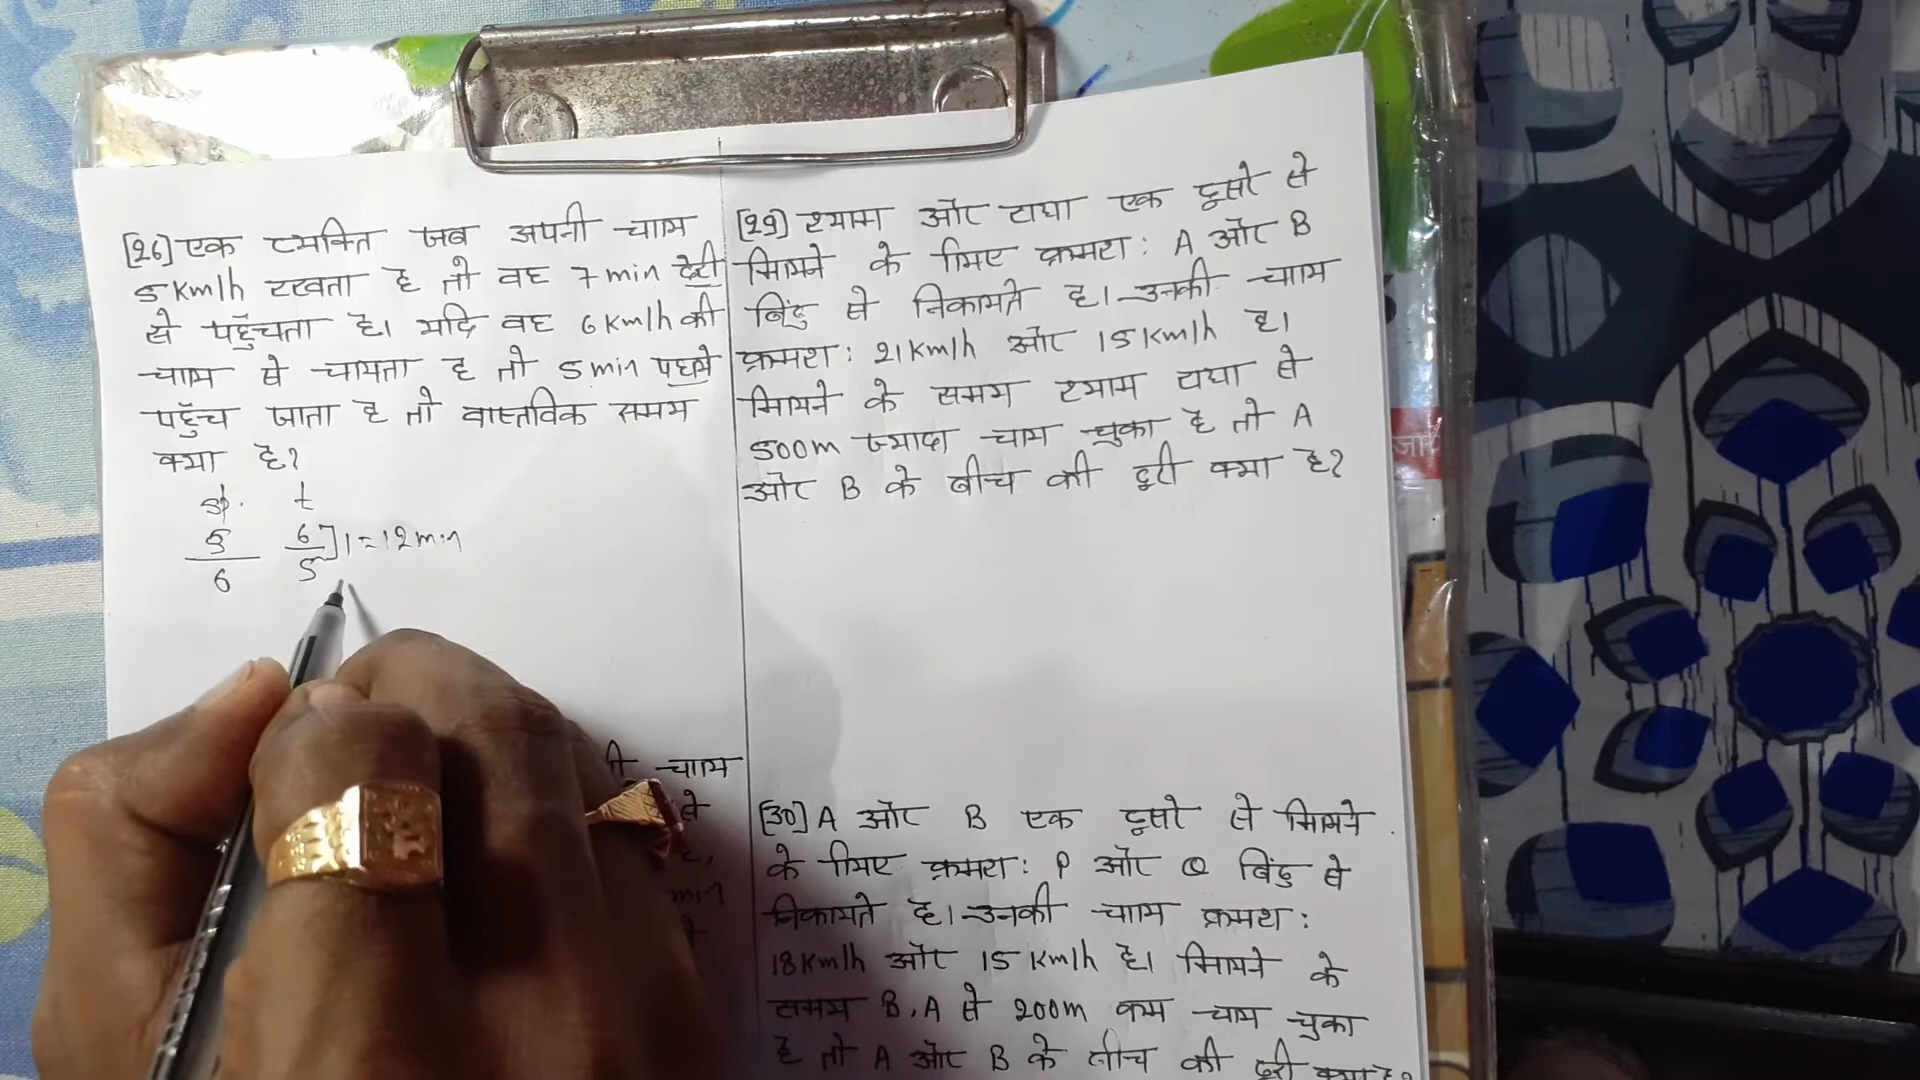 [26] एक व्यक्ति जब अपनी चाल
5 Km/h रखता है तो वह 7 min देरी
से पहुँचता है। यदि वह 6 Km/h की
चाल से चलता है तो 5 min पहले
पहुँच जाता है तो वास्तविक समय
क्या है?
sp. t
5 6
6 5 ] 1 = 12 min
ी चाल
से
min
[29] श्याम और राधा एक दूसरे से
मिलने के लिए क्रमश: A और B
बिंदु से निकलते है। उनकी चाल
क्रमश: 21 Km/h और 15 Km/h है।
मिलने के समय श्याम राधा से
500m ज्यादा चल चुका है तो A
और B के बीच की दूरी क्या है?
जा
[30] A और B एक दूसरे से मिलने
के लिए क्रमश: P और Q बिंदु से
निकलते है। उनकी चाल क्रमश:
18 Km/h और 15 Km/h है। मिलने के
समय B, A से 200m कम चल चुका
है तो A और B के बीच की दूरी क्या है?